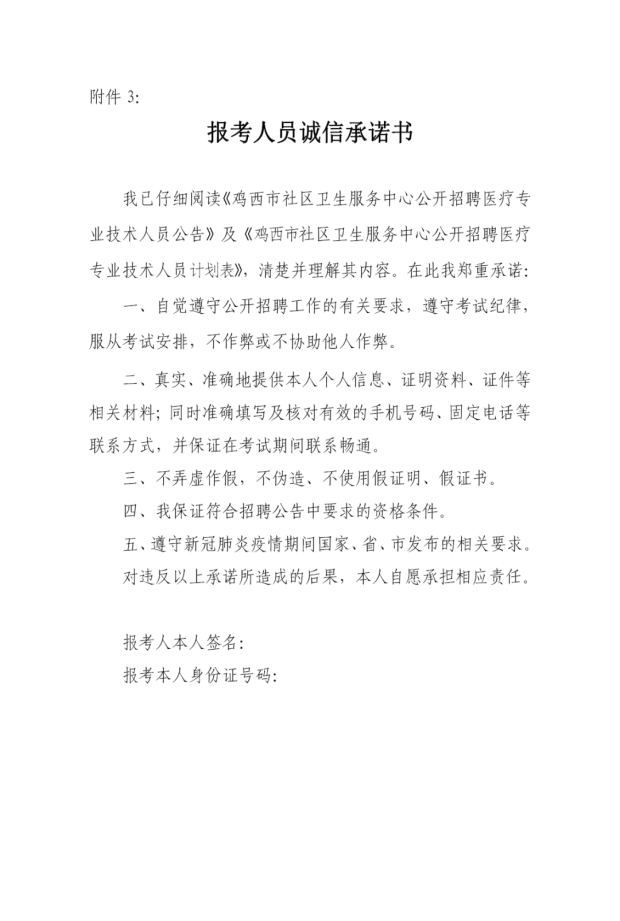 附件 3：
报考人员诚信承诺书
我已仔细阅读《鸡西市社区卫生服务中心公开招聘医疗专
业技术人员公告》及《鸡西市社区卫生服务中心公开招聘医疗
专业技术人员计划表》，清楚并理解其内容。在此我郑重承诺：
一、自觉遵守公开招聘工作的有关要求，遵守考试纪律，
服从考试安排，不作弊或不协助他人作弊。
二、真实、准确地提供本人个人信息、证明资料、证件等
相关材料；同时准确填写及核对有效的手机号码、固定电话等
联系方式，并保证在考试期间联系畅通。
三、不弄虚作假，不伪造、不使用假证明、假证书。
四、我保证符合招聘公告中要求的资格条件。
五、遵守新冠肺炎疫情期间国家、省、市发布的相关要求。
对违反以上承诺所造成的后果，本人自愿承担相应责任。
报考人本人签名：
报考本人身份证号码：